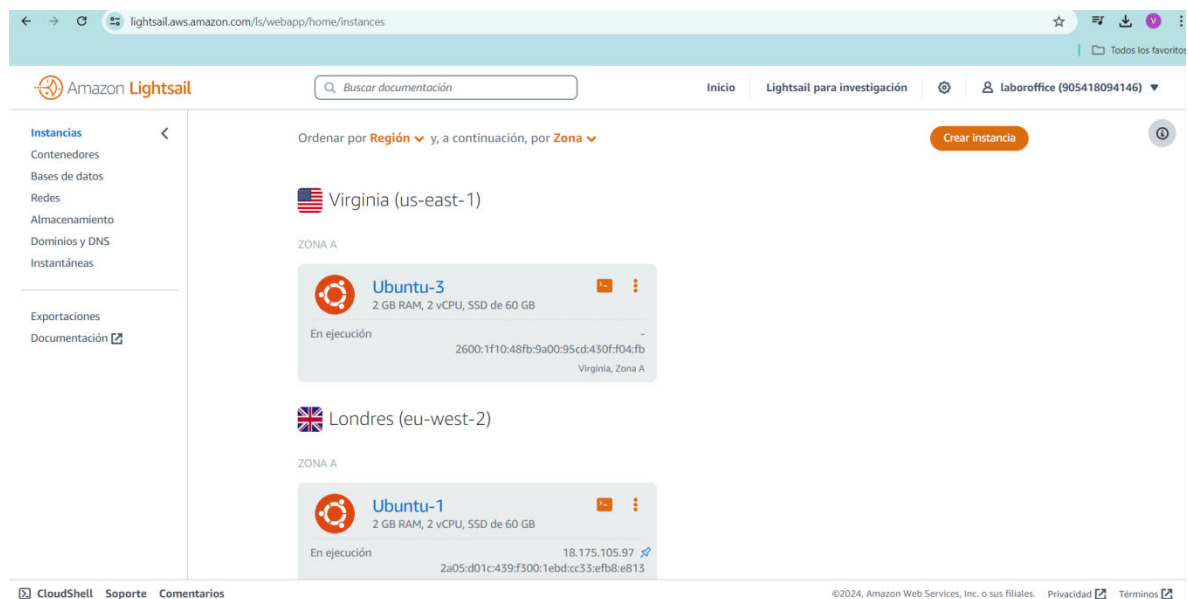 lightsail.aws.amazon.com/ls/webapp/home/instances
V
Todos los favoritos
Amazon Lightsail
Buscar documentación
Inicio
Lightsail para investigación
laboroffice (905418094146)
Instancias
Contenedores
Bases de datos
Redes
Almacenamiento
Dominios y DNS
Instantáneas
Exportaciones
Documentación
Ordenar por Región y, a continuación, por Zona
Crear instancia
Virginia (us-east-1)
ZONA A
Ubuntu-3
2 GB RAM, 2 vCPU, SSD de 60 GB
En ejecución -
2600:1f10:48fb:9a00:95cd:430f:f04:fb
Virginia, Zona A
Londres (eu-west-2)
ZONA A
Ubuntu-1
2 GB RAM, 2 vCPU, SSD de 60 GB
En ejecución 18.175.105.97
2a05:d01c:439:f300:1ebd:cc33:efb8:e813
CloudShell Soporte Comentarios
©2024, Amazon Web Services, Inc. o sus filiales. Privacidad Términos